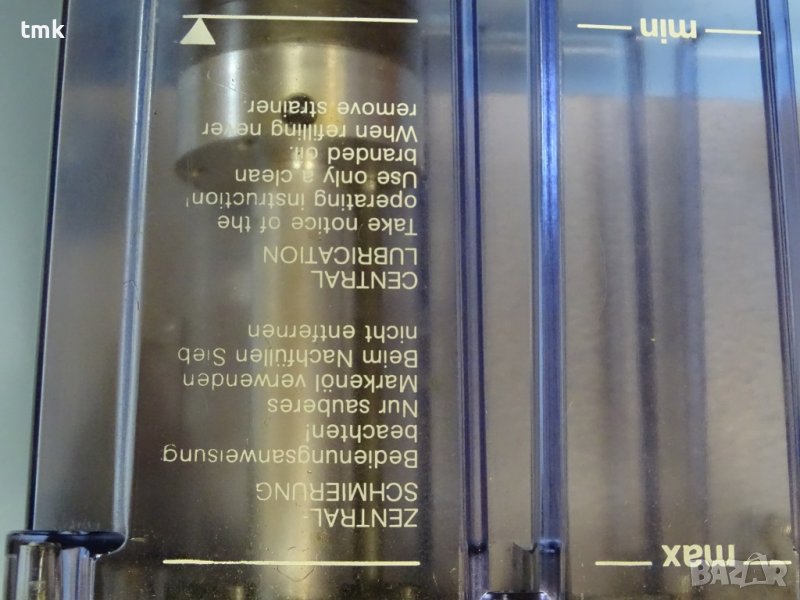 max
ZENTRAL-
SCHMIERUNG
Bedienungsanweisung
beachten!
Nur sauberes
Markenöl verwenden
Beim Nachfüllen Sieb
nicht entfernen
CENTRAL
LUBRICATION
Take notice of the
operating instruction!
Use only a clean
branded oil.
When refilling never
remove strainer.
min
tmk
BAZAR